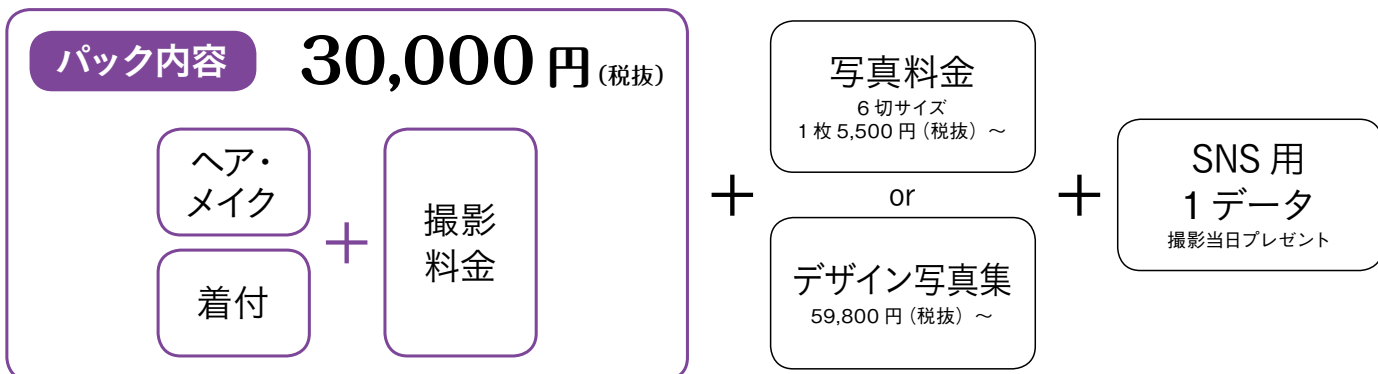 パック内容
30,000円(税抜)
ヘア・
メイク
着付
+
撮影
料金
+
写真料金
6切サイズ
1枚5,500円(税抜)〜
or
デザイン写真集
59,800円(税抜)〜
+
SNS用
1データ
撮影当日プレゼント